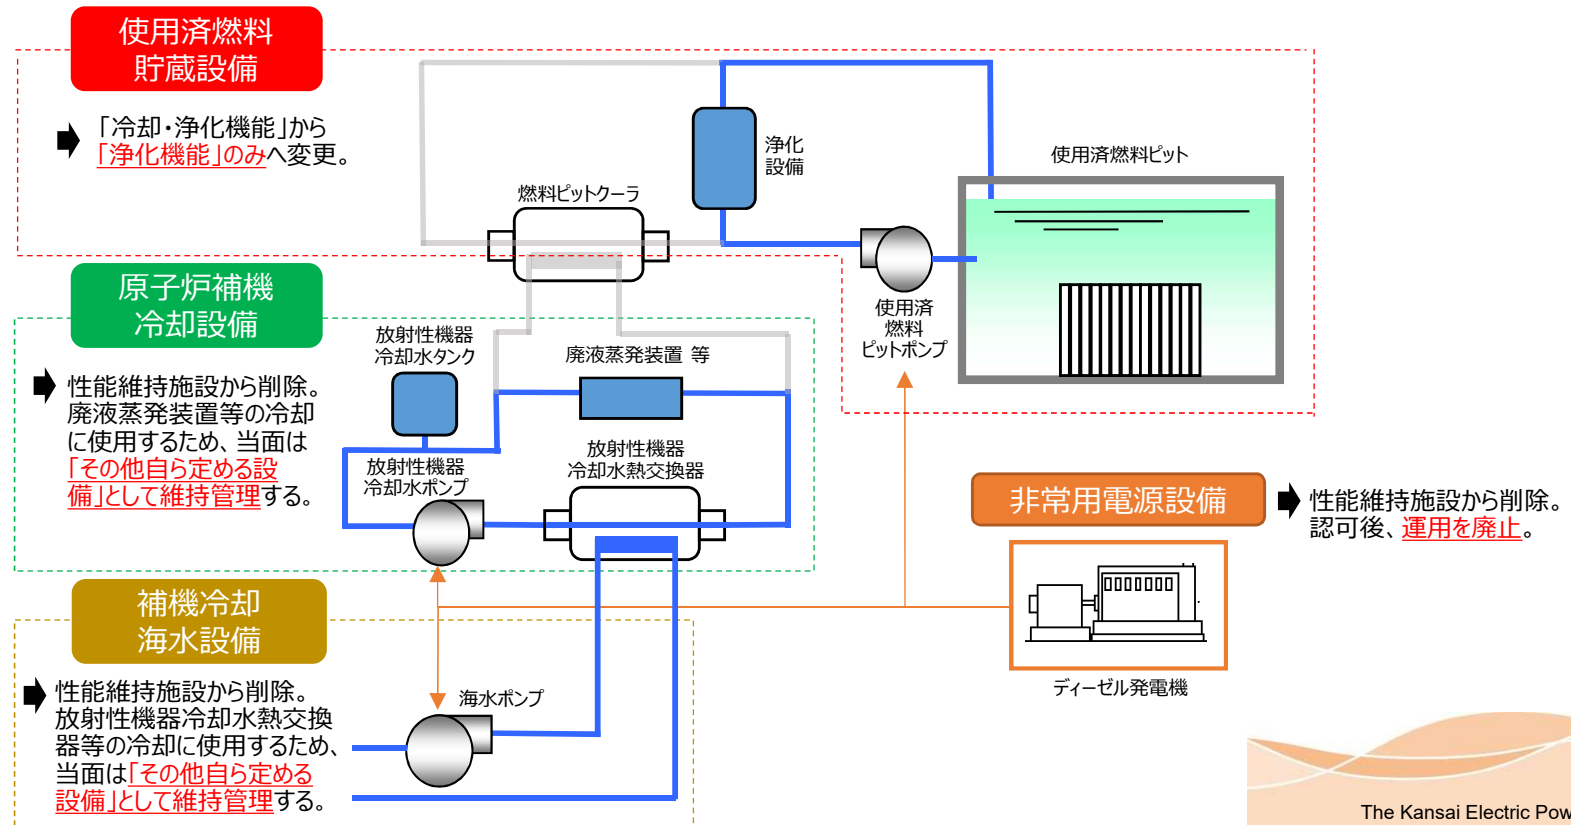 使用済燃料
貯蔵設備
「冷却・浄化機能」から
「浄化機能」のみへ変更。
浄化
設備
使用済燃料ピット
燃料ピットクーラ
使用済
燃料
ピットポンプ
原子炉補機
冷却設備
性能維持施設から削除。
廃液蒸発装置等の冷却
に使用するため、当面は
「その他自ら定める設
備」として維持管理する。
放射性機器
冷却水タンク
廃液蒸発装置 等
放射性機器
冷却水ポンプ
放射性機器
冷却水熱交換器
非常用電源設備
性能維持施設から削除。
認可後、運用を廃止。
ディーゼル発電機
補機冷却
海水設備
性能維持施設から削除。
放射性機器冷却水熱交換
器等の冷却に使用するため、
当面は「その他自ら定める
設備」として維持管理する。
海水ポンプ
The Kansai Electric Pow